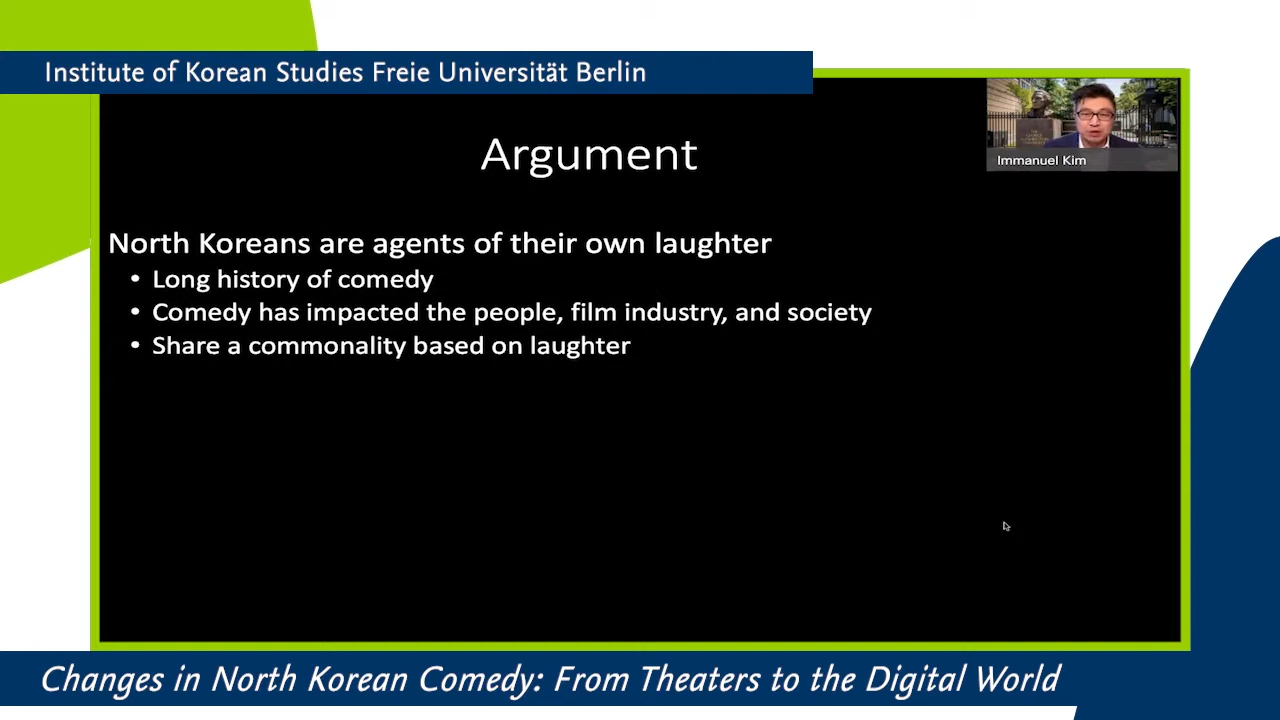 Institute of Korean Studies Freie Universität Berlin
Argument
Immanuel Kim
North Koreans are agents of their own laughter
• Long history of comedy
• Comedy has impacted the people, film industry, and society
• Share a commonality based on laughter
Changes in North Korean Comedy: From Theaters to the Digital World